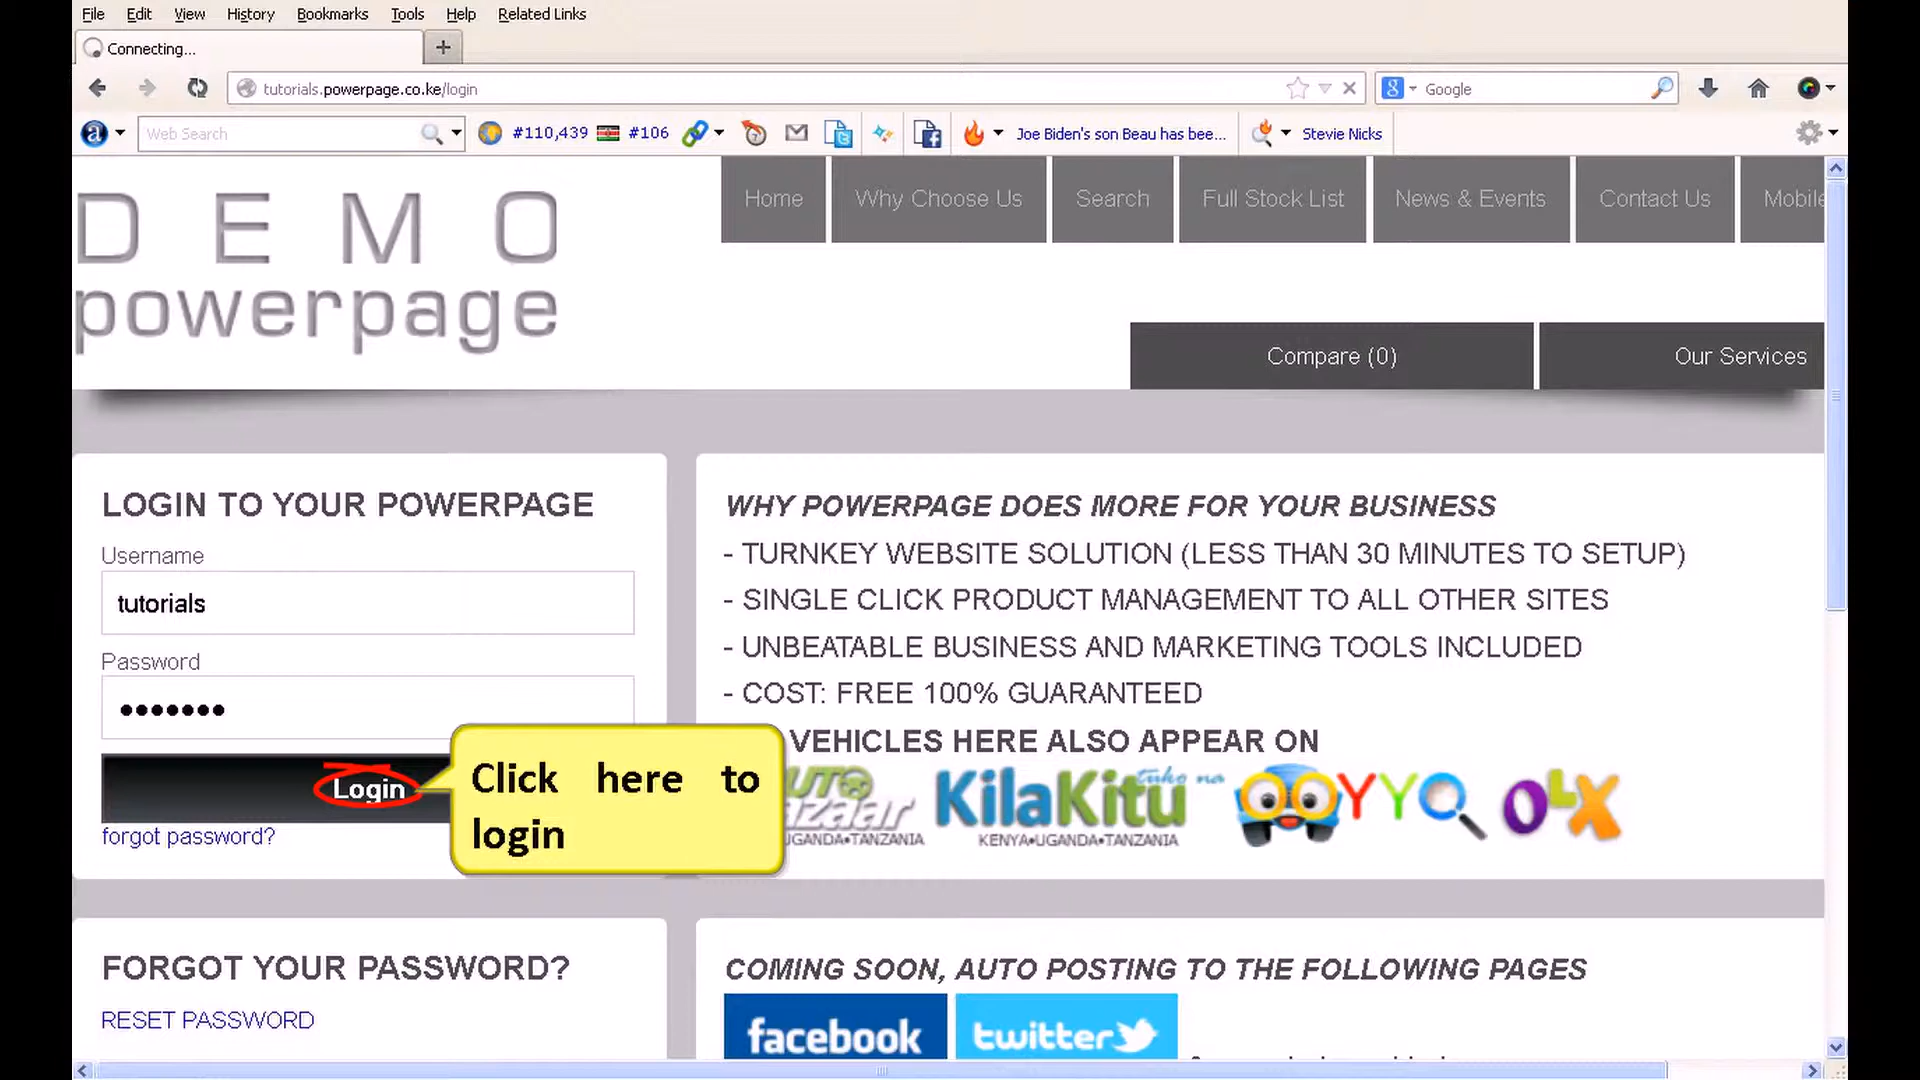 File Edit View History Bookmarks Tools Help Related Links
Connecting...
tutorials.powerpage.co.ke/login
Google
Web Search
#110,439
#106
Joe Biden's son Beau has bee...
Stevie Nicks
Home
Why Choose Us
Search
Full Stock List
News & Events
Contact Us
Mobile
DEMO
powerpage
Compare (0)
Our Services
LOGIN TO YOUR POWERPAGE
Username
tutorials
Password
•••••••
Login
forgot password?
Click here to
login
WHY POWERPAGE DOES MORE FOR YOUR BUSINESS
- TURNKEY WEBSITE SOLUTION (LESS THAN 30 MINUTES TO SETUP)
- SINGLE CLICK PRODUCT MANAGEMENT TO ALL OTHER SITES
- UNBEATABLE BUSINESS AND MARKETING TOOLS INCLUDED
- COST: FREE 100% GUARANTEED
VEHICLES HERE ALSO APPEAR ON
KilaKitu tuko na
KENYA•UGANDA•TANZANIA
UGANDA•TANZANIA
OLX
FORGOT YOUR PASSWORD?
RESET PASSWORD
COMING SOON, AUTO POSTING TO THE FOLLOWING PAGES
facebook
twitter